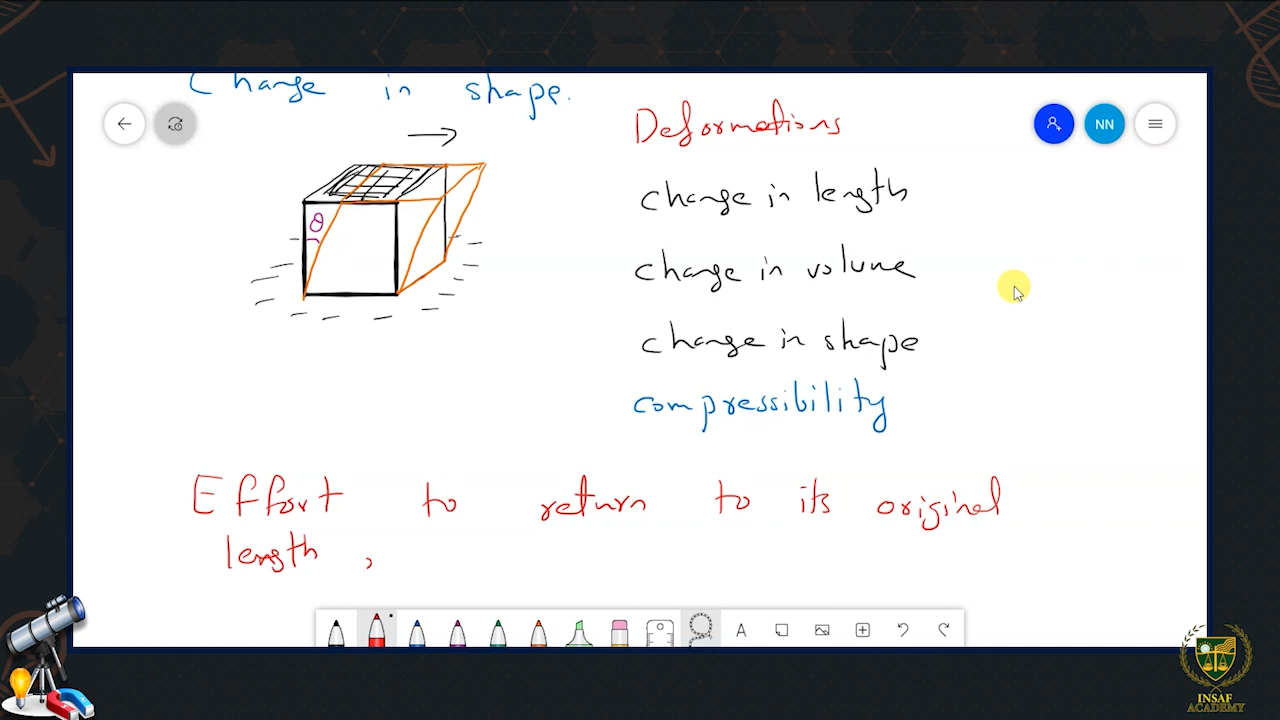 Change in shape.
Deformations
θ
change in length
change in volume
change in shape
compressibility
Effort to return to its original
length ,
NN
A
INSAF
ACADEMY